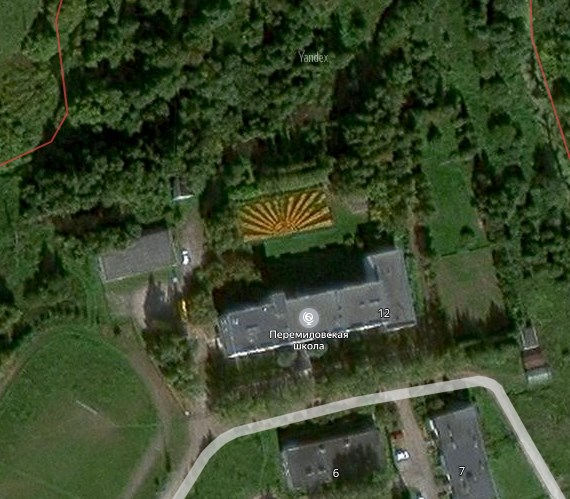 Yandex
12
Перемиловская
школа
6
7